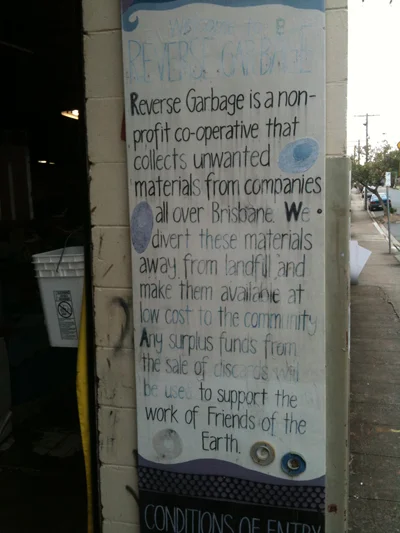 REVERSE GARBAGE
Reverse Garbage is a non-
profit co-operative that
collects unwanted
materials from companies
all over Brisbane. We
divert these materials
away from landfill and
make them available at
low cost to the community
Any surplus funds from
the sale of discards will
be used to support the
work of Friends of the
Earth.
CONDITIONS OF ENTRY